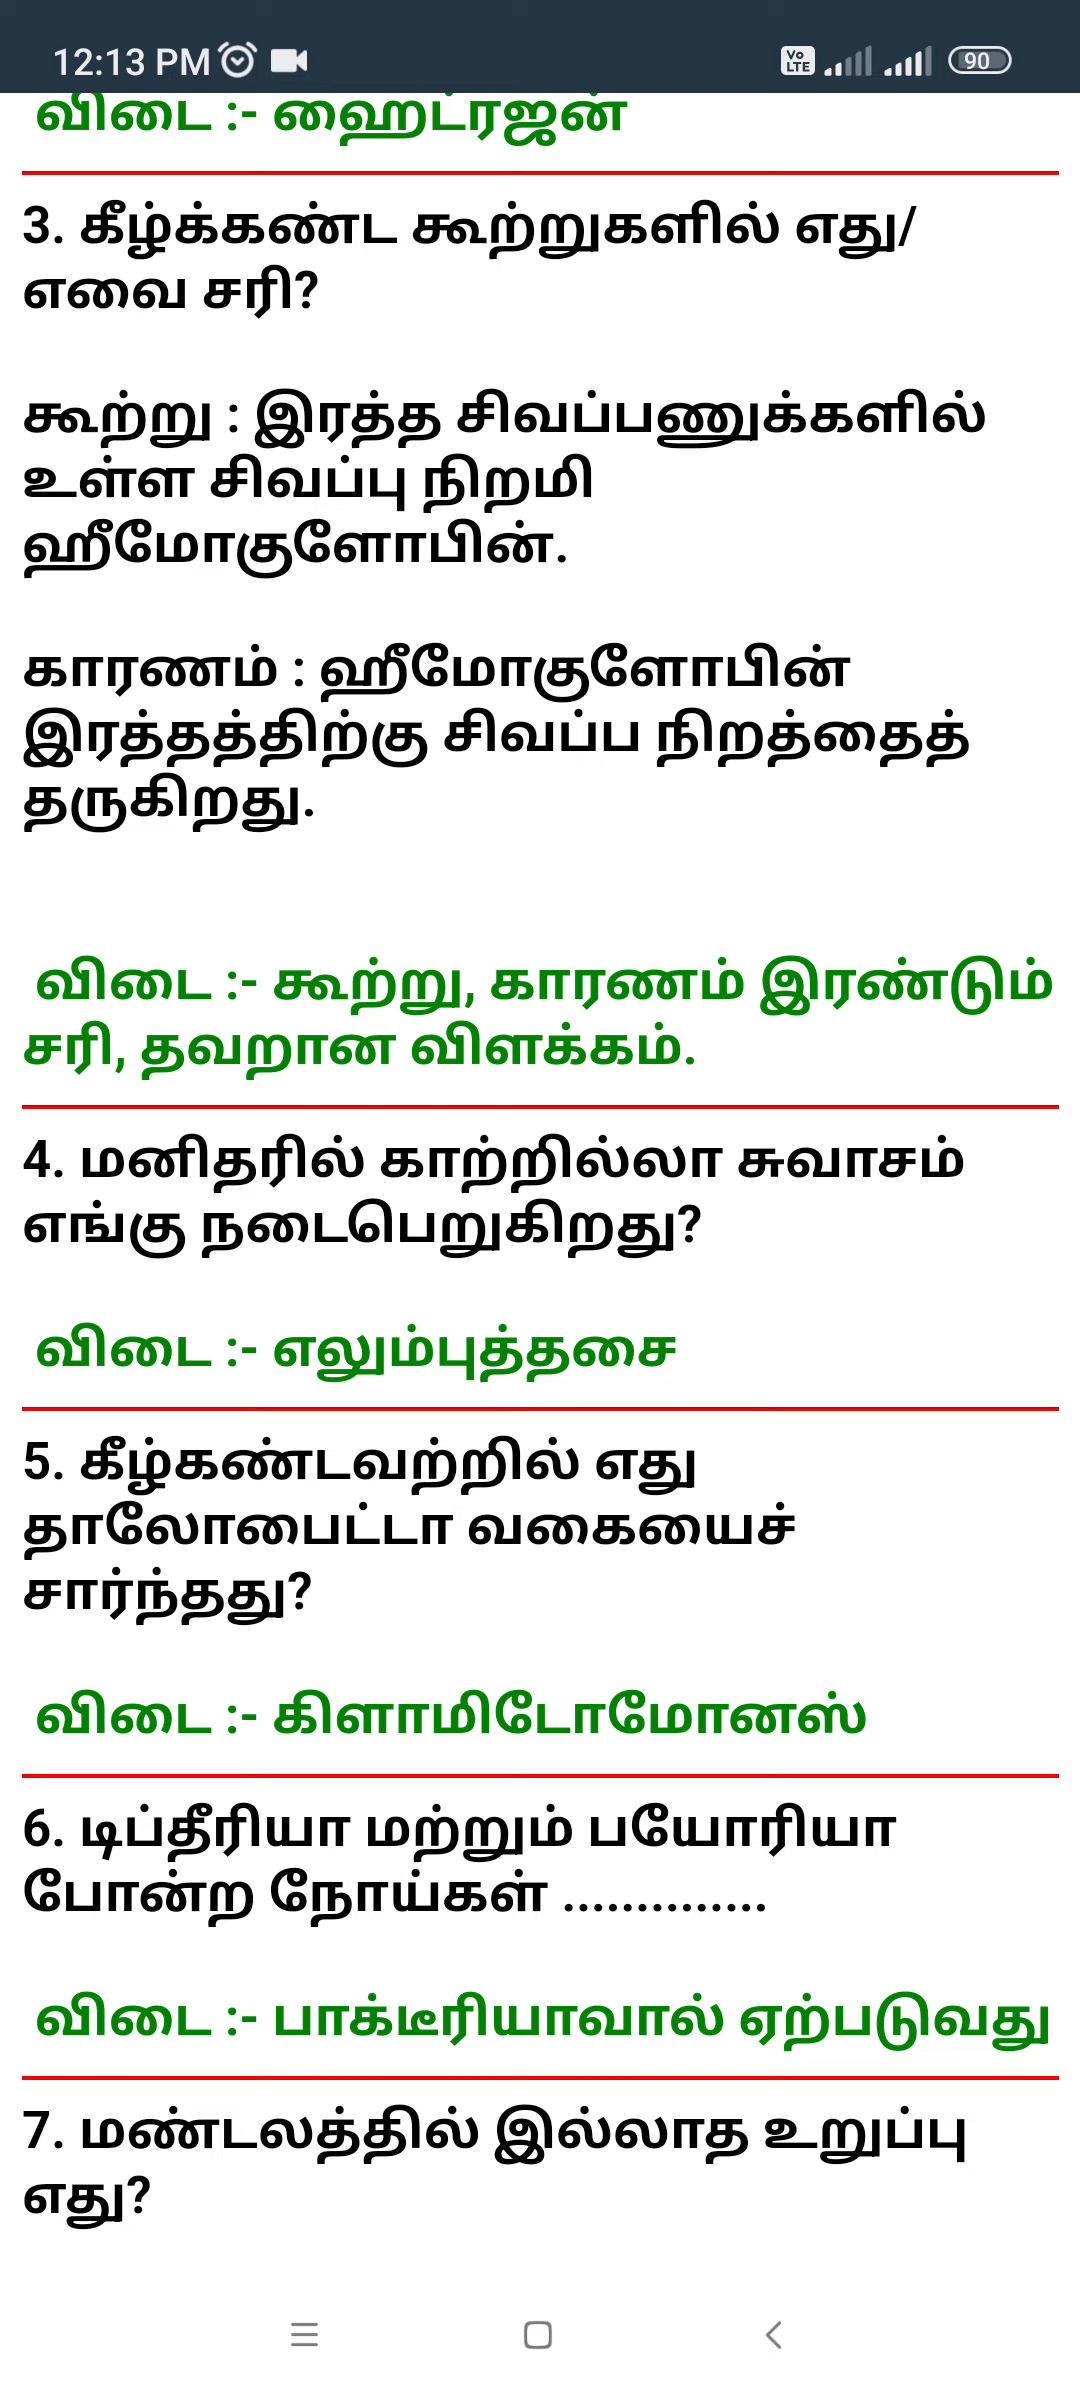 12:13 PM
Vo LTE
90
விடை :- ஹைட்ரஜன்
3. கீழ்க்கண்ட கூற்றுகளில் எது/
எவை சரி?
கூற்று : இரத்த சிவப்பணுக்களில்
உள்ள சிவப்பு நிறமி
ஹீமோகுளோபின்.
காரணம் : ஹீமோகுளோபின்
இரத்தத்திற்கு சிவப்ப நிறத்தைத்
தருகிறது.
விடை :- கூற்று, காரணம் இரண்டும்
சரி, தவறான விளக்கம்.
4. மனிதரில் காற்றில்லா சுவாசம்
எங்கு நடைபெறுகிறது?
விடை :- எலும்புத்தசை
5. கீழ்கண்டவற்றில் எது
தாலோபைட்டா வகையைச்
சார்ந்தது?
விடை :- கிளாமிடோமோனஸ்
6. டிப்தீரியா மற்றும் பயோரியா
போன்ற நோய்கள் ..............
விடை :- பாக்டீரியாவால் ஏற்படுவது
7. மண்டலத்தில் இல்லாத உறுப்பு
எது?